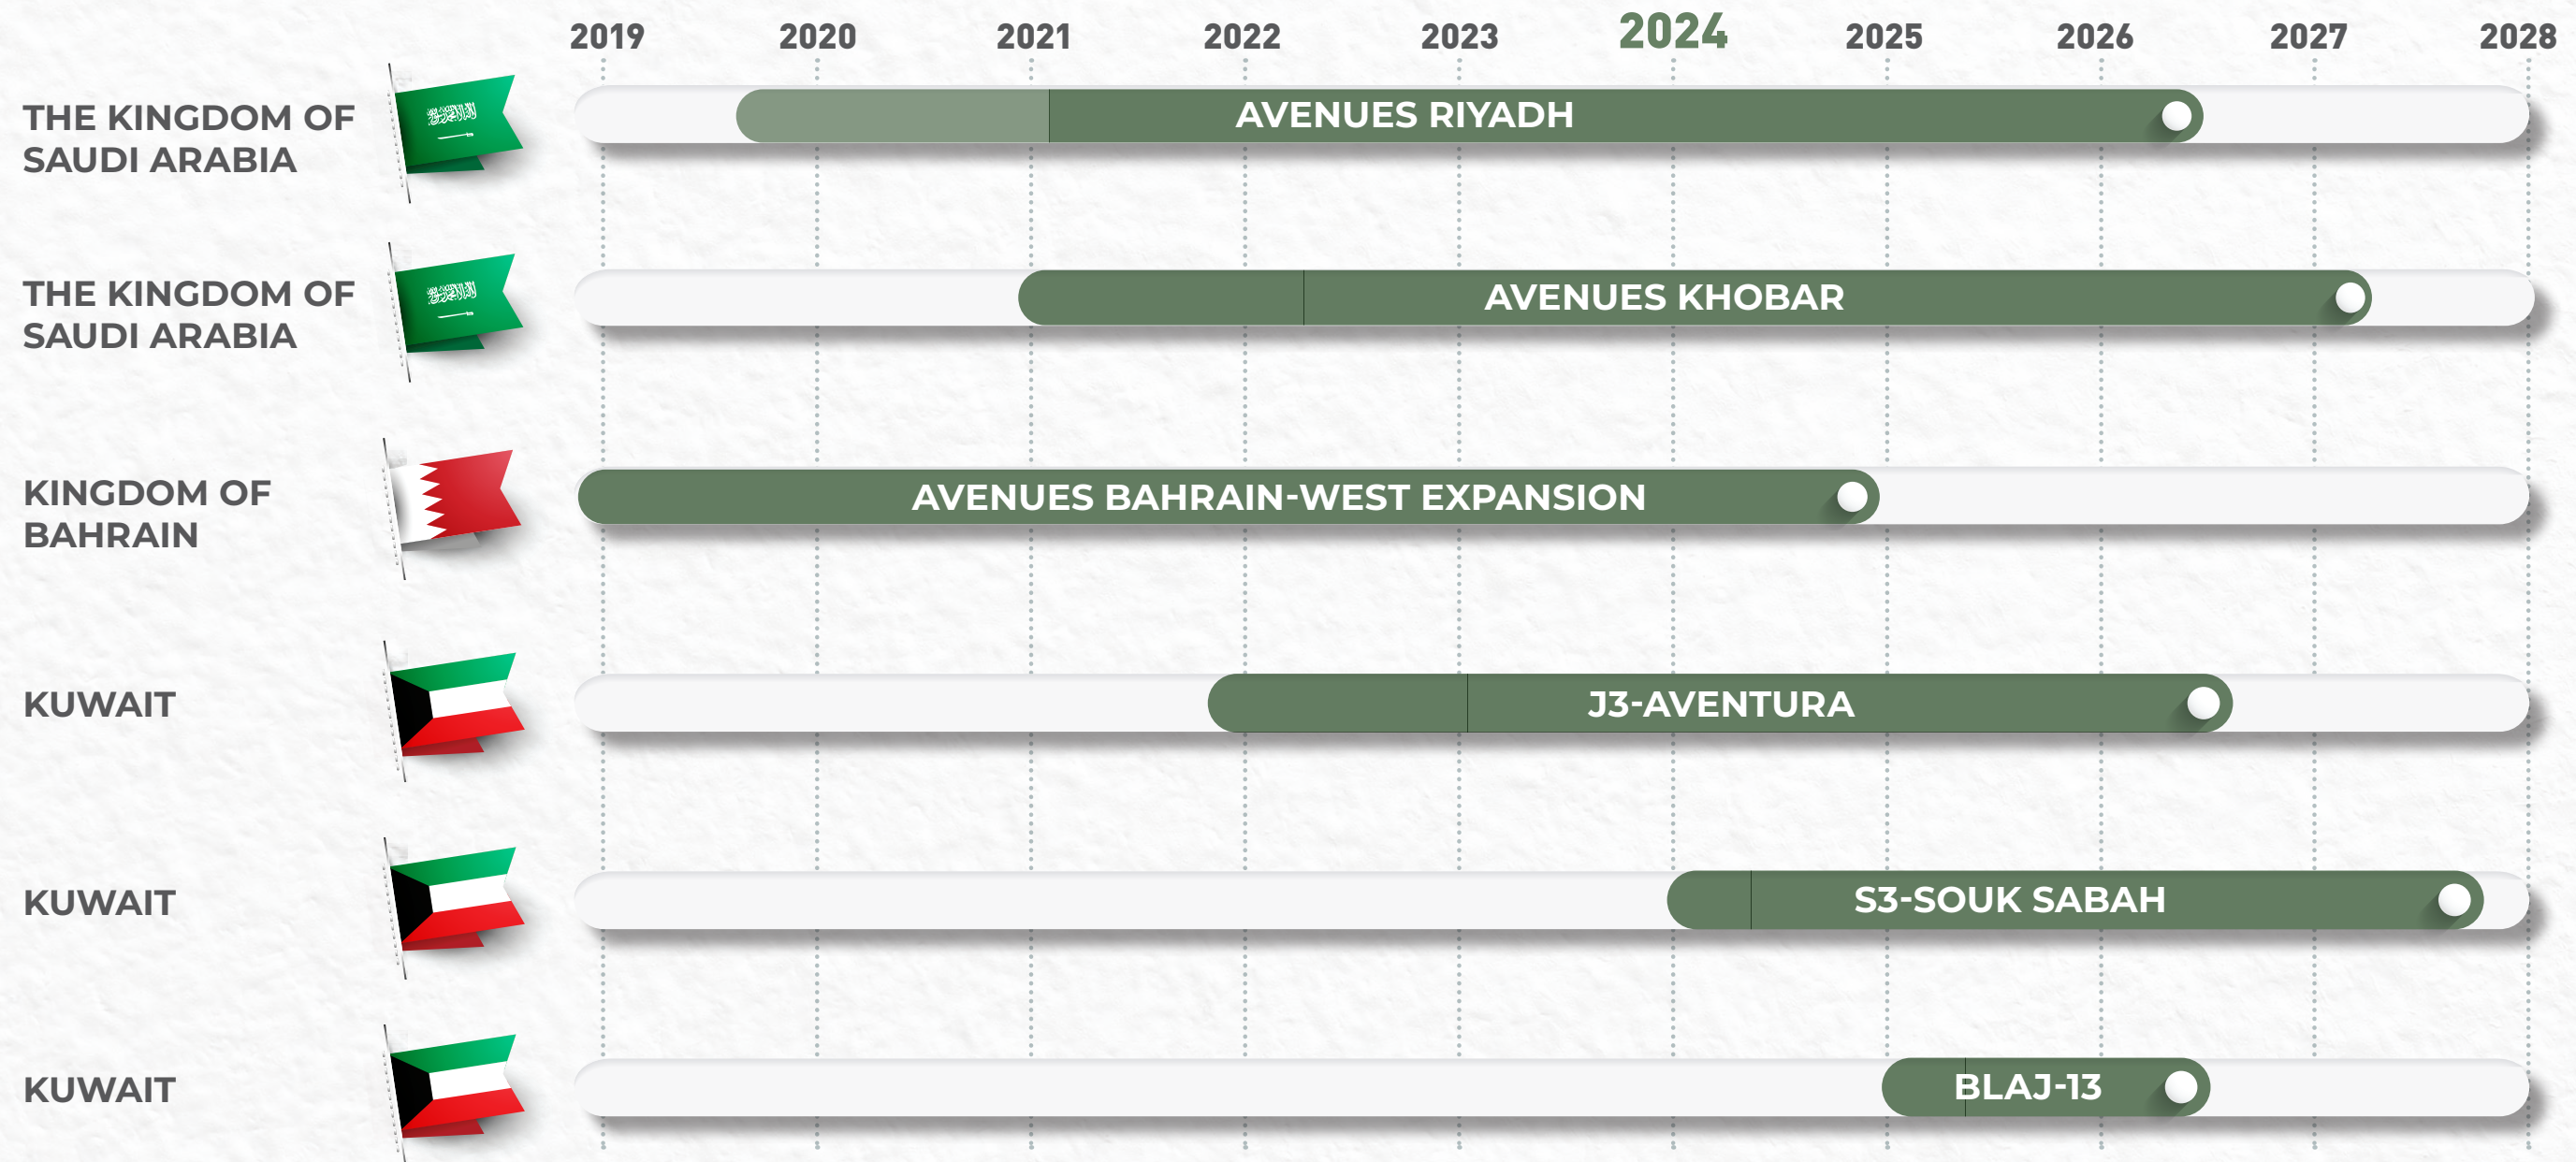 2019 2020 2021 2022 2023 2024 2025 2026 2027 2028
THE KINGDOM OF
SAUDI ARABIA
AVENUES RIYADH
THE KINGDOM OF
SAUDI ARABIA
AVENUES KHOBAR
KINGDOM OF
BAHRAIN
AVENUES BAHRAIN-WEST EXPANSION
KUWAIT
J3-AVENTURA
KUWAIT
S3-SOUK SABAH
KUWAIT
BLAJ-13